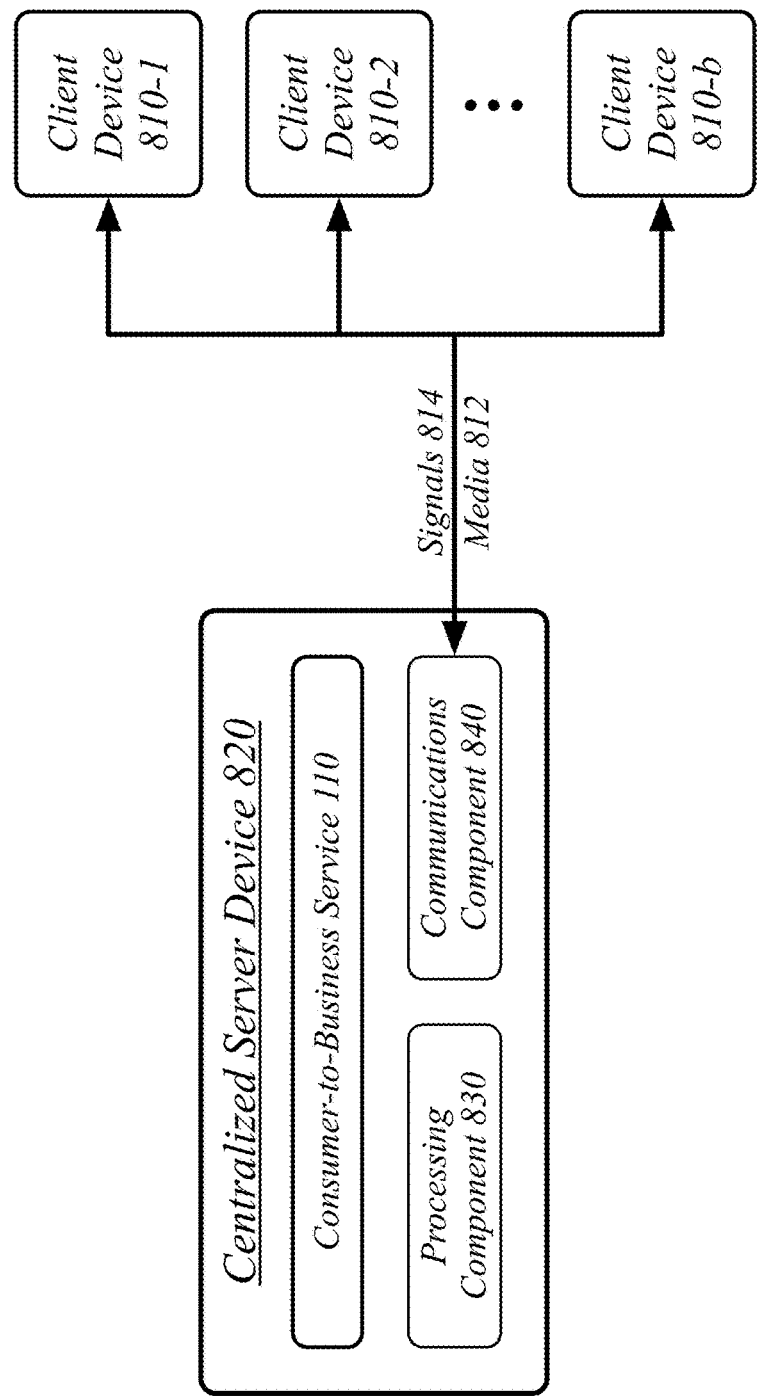 Centralized Server Device 820
Consumer-to-Business Service 110
Processing
Component 830
Communications
Component 840
Signals 814
Media 812
Client
Device
810-1
Client
Device
810-2
•••
Client
Device
810-b